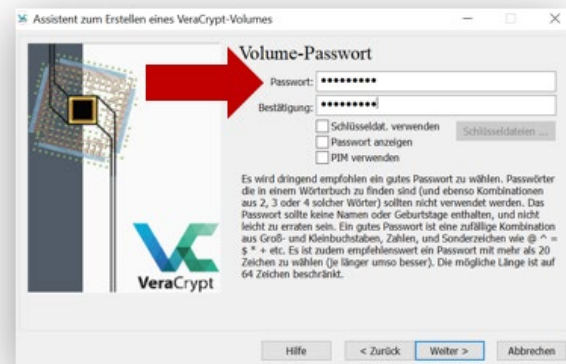 Assistent zum Erstellen eines VeraCrypt-Volumes
Volume-Passwort
Passwort: •••••••••
Bestätigung: •••••••••
Schlüsseldat. verwenden
Schlüsseldateien ...
Passwort anzeigen
PIM verwenden
Es wird dringend empfohlen ein gutes Passwort zu wählen. Passwörter
die in einem Wörterbuch zu finden sind (und ebenso Kombinationen
aus 2, 3 oder 4 solcher Wörter) sollten nicht verwendet werden. Das
Passwort sollte keine Namen oder Geburtstage enthalten, und nicht
leicht zu erraten sein. Ein gutes Passwort ist eine zufällige Kombination
aus Groß- und Kleinbuchstaben, Zahlen, und Sonderzeichen wie @ ^ =
$ * + etc. Es ist zudem empfehlenswert ein Passwort mit mehr als 20
Zeichen zu wählen (je länger umso besser). Die mögliche Länge ist auf
64 Zeichen beschränkt.
VeraCrypt
Hilfe
< Zurück
Weiter >
Abbrechen